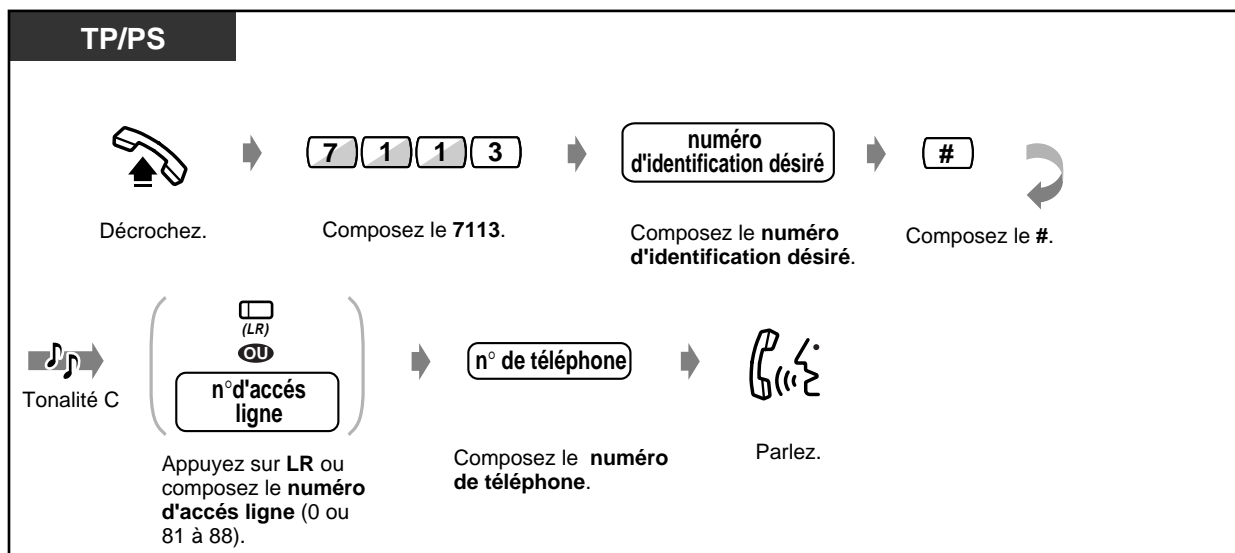 TP/PS
7 1 1 3
numéro
d'identification désiré
#
Décrochez.
Composez le 7113.
Composez le numéro
d'identification désiré.
Composez le #.
Tonalité C
(LR)
OU
n°d'accés
ligne
Appuyez sur LR ou
composez le numéro
d'accés ligne (0 ou
81 à 88).
n° de téléphone
Composez le numéro
de téléphone.
Parlez.